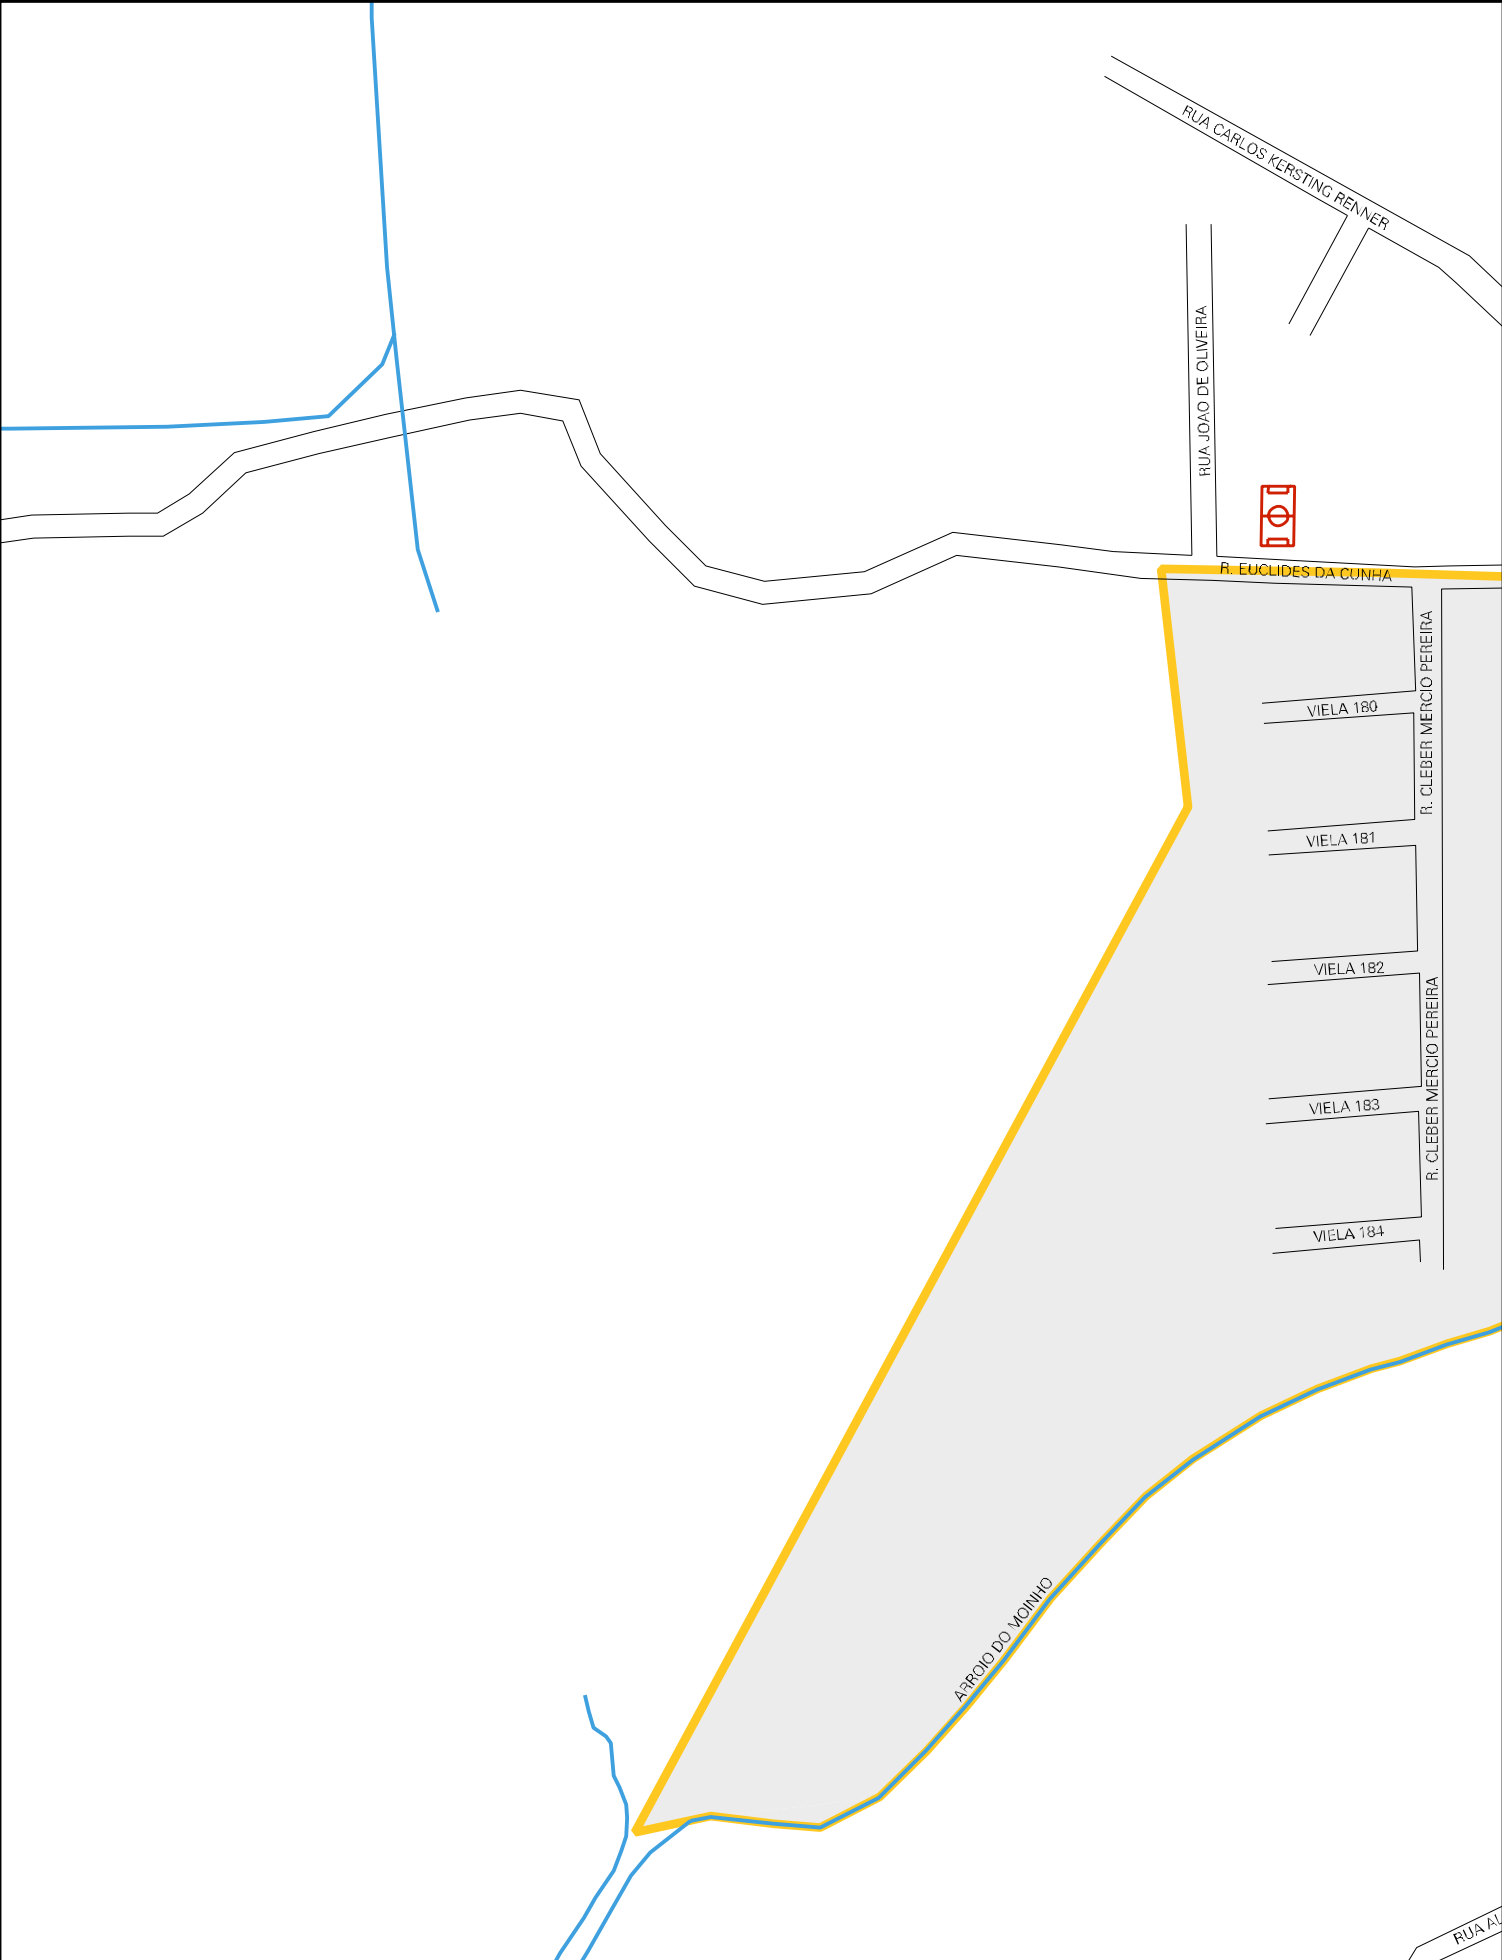 RUA CARLOS KERSTING RENNER
RUA JOAO DE OLIVEIRA
R. EUCLIDES DA CUNHA
R. CLEBER MERCIO PEREIRA
VIELA 180
VIELA 181
VIELA 182
R. CLEBER MERCIO PEREIRA
VIELA 183
VIELA 184
ARROIO DO MOINHO
RUA